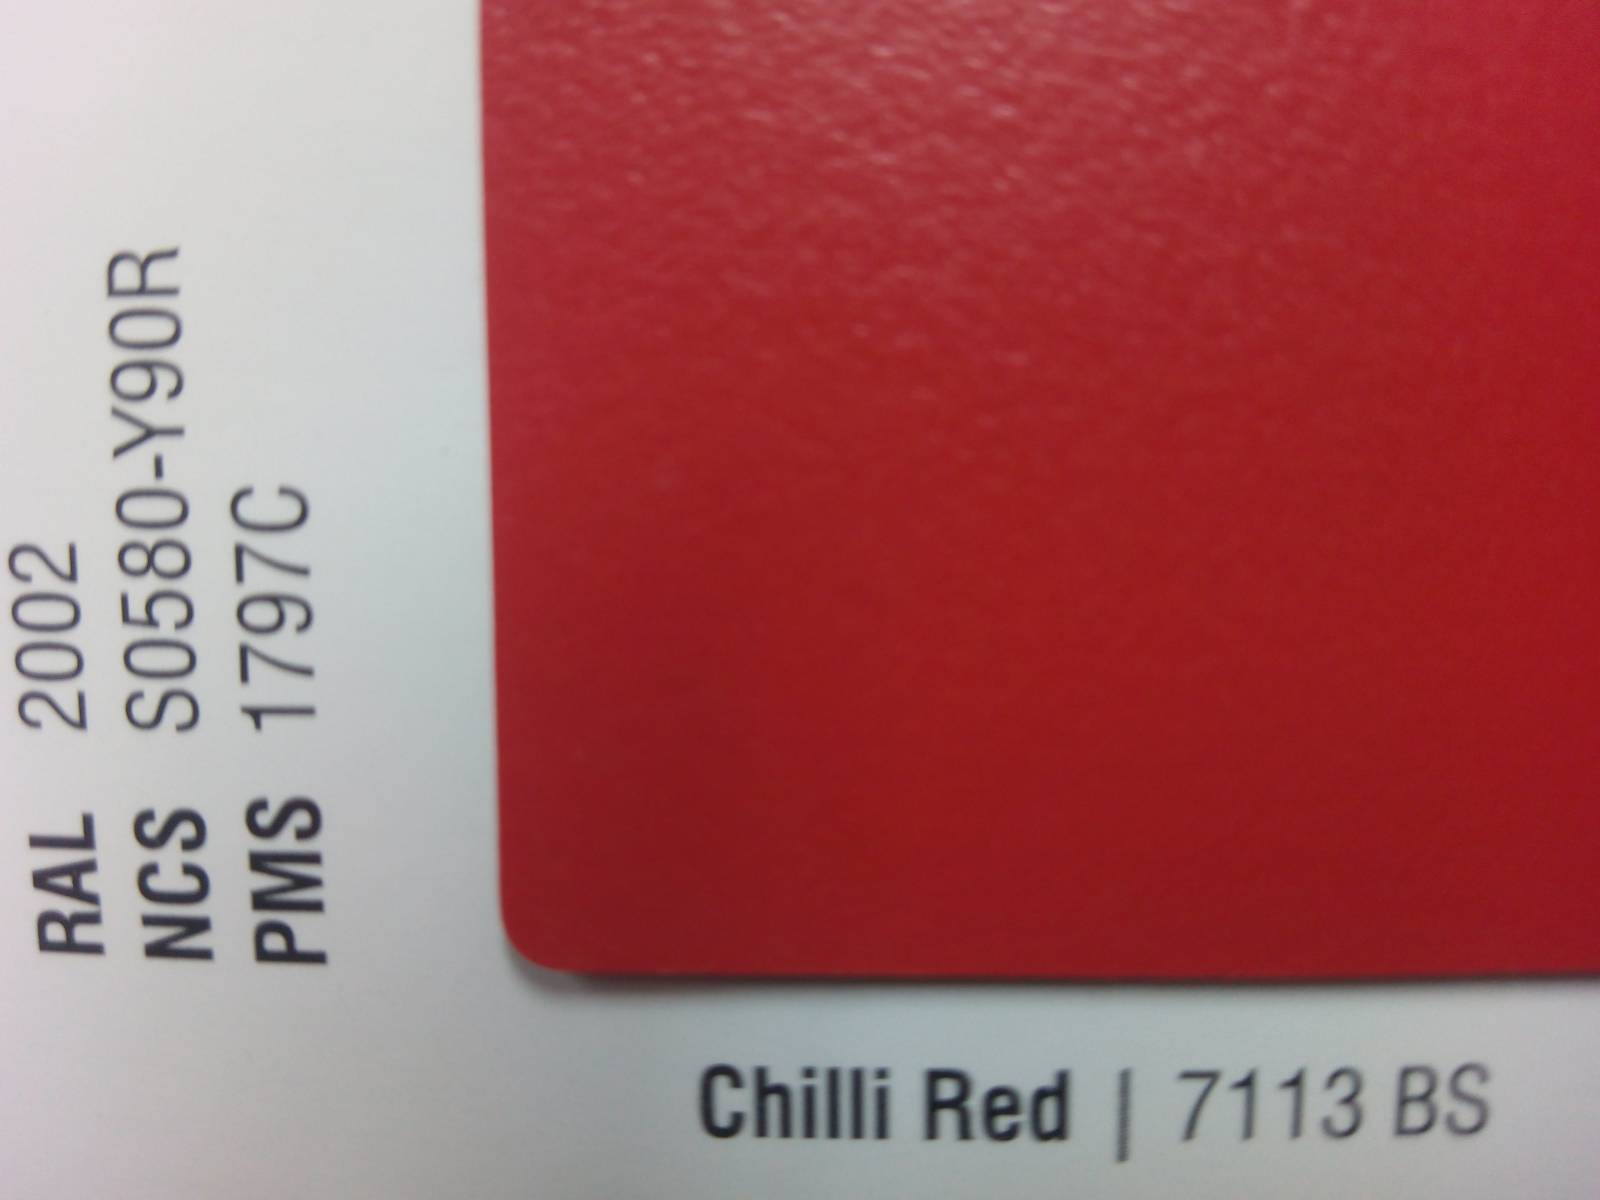 RAL 2002
NCS S0580-Y90R
PMS 1797C
Chilli Red | 7113 BS